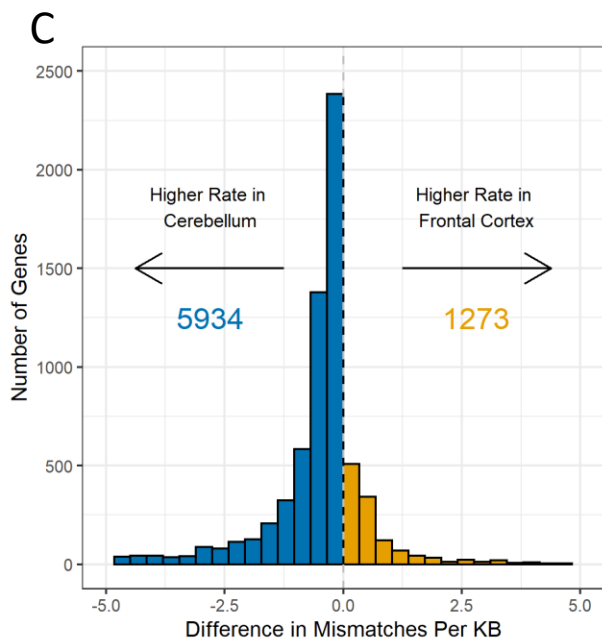 C
2500
2000
1500
1000
500
0
Number of Genes
Higher Rate in
Cerebellum
5934
Higher Rate in
Frontal Cortex
1273
-5.0
-2.5
0.0
2.5
5.0
Difference in Mismatches Per KB